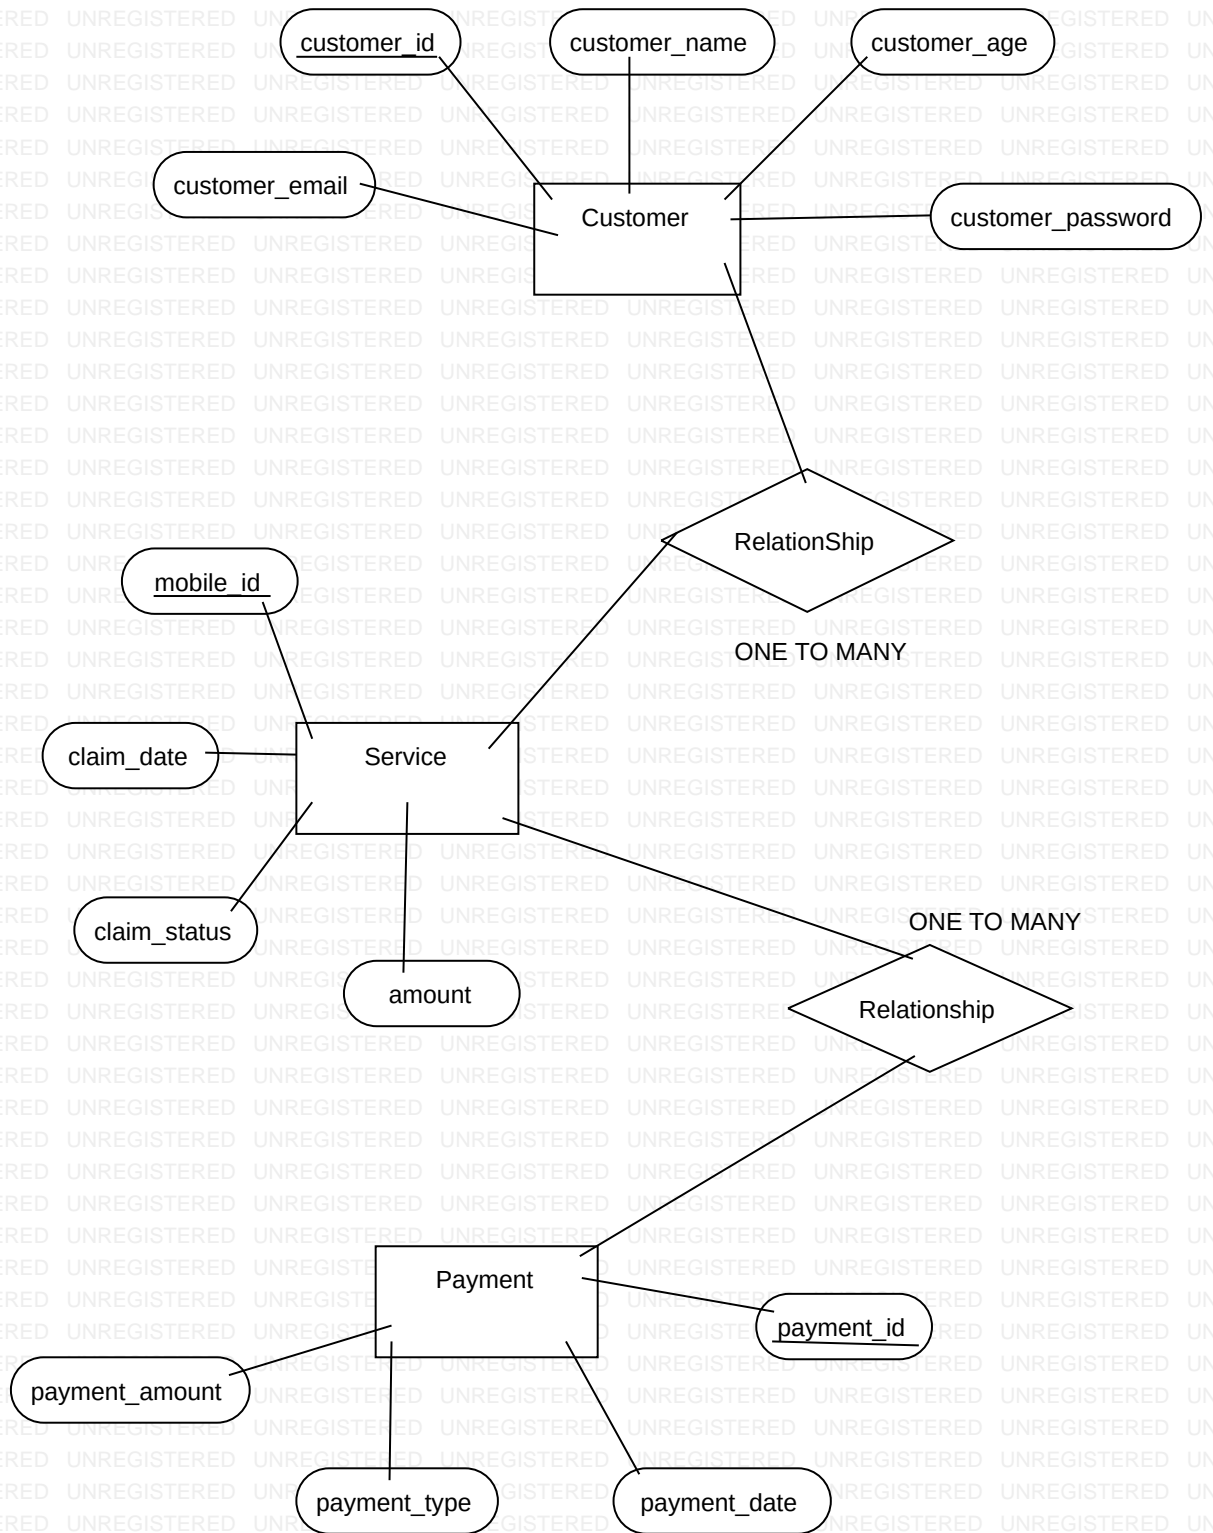 customer_id
customer_name
customer_age
customer_email
Customer
customer_password
RelationShip
mobile_id
ONE TO MANY
Service
claim_date
ONE TO MANY
claim_status
amount
Relationship
Payment
payment_id
payment_amount
payment_type
payment_date
UNREGISTERED